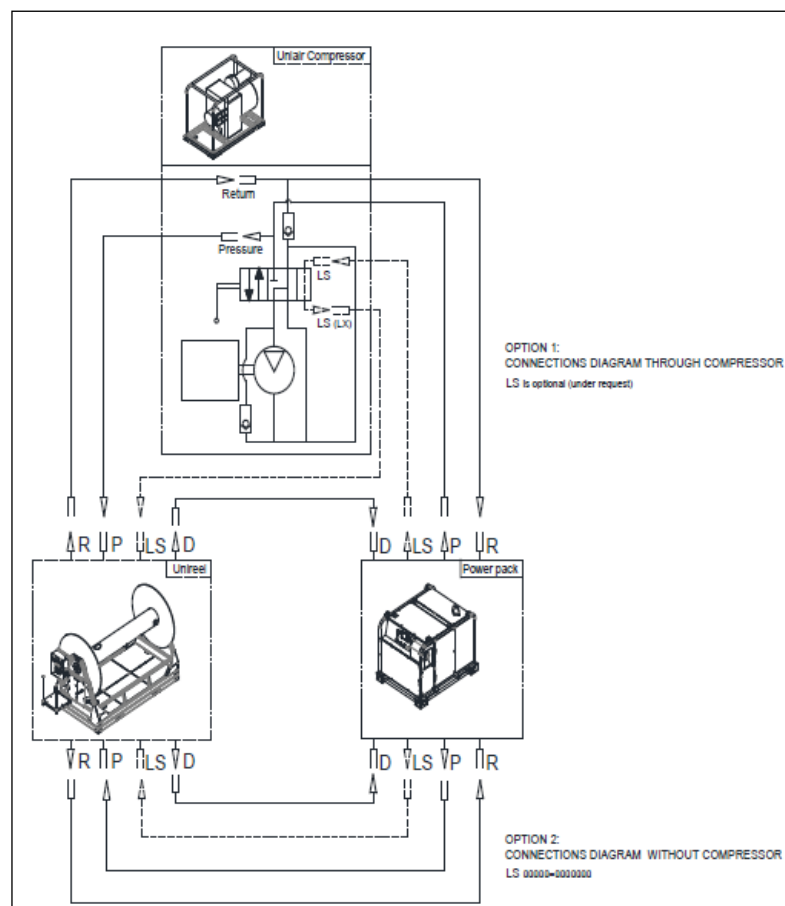 Uniair Compressor
Return
Pressure
LS
LS (LX)
OPTION 1:
CONNECTIONS DIAGRAM THROUGH COMPRESSOR
LS is optional (under request)
R P LS D
D LS P R
Unireel
Power pack
R P LS D
D LS P R
OPTION 2:
CONNECTIONS DIAGRAM WITHOUT COMPRESSOR
LS